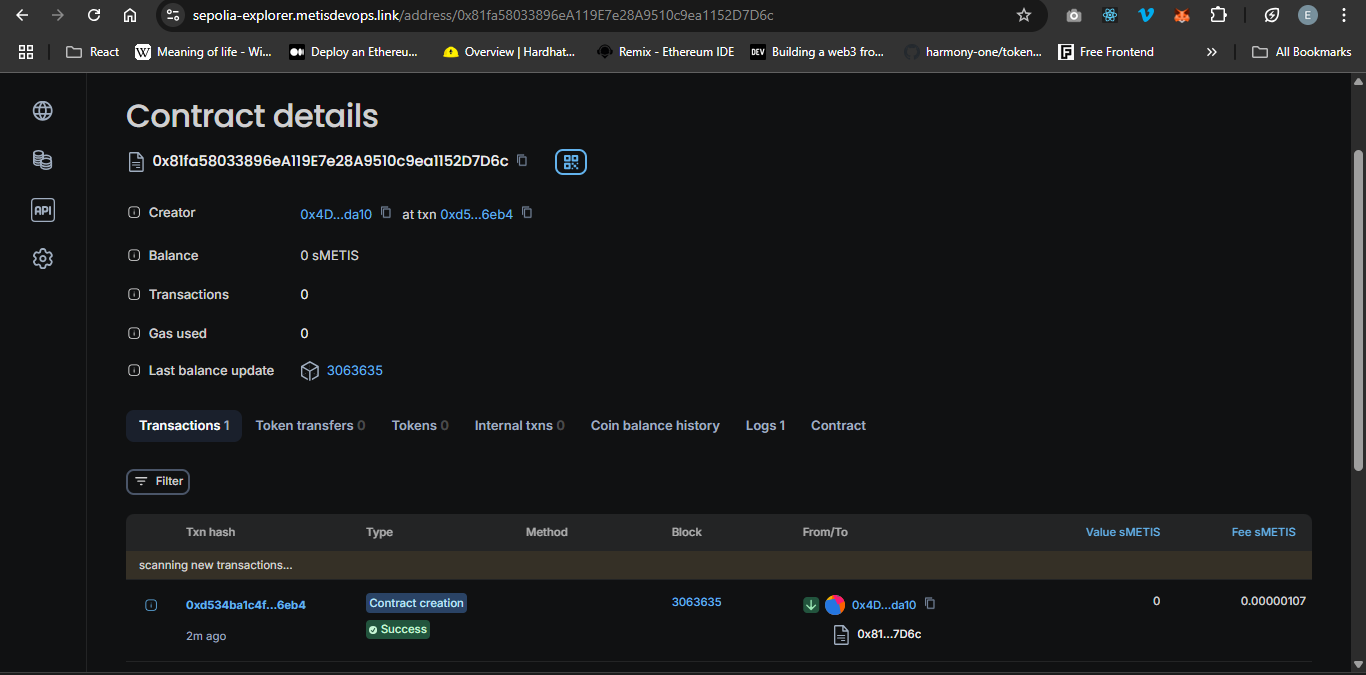 sepolia-explorer.metisdevops.link/address/0x81fa58033896eA119E7e28A9510c9ea1152D7D6c
E
React
W Meaning of life - Wi...
Deploy an Ethereu...
Overview | Hardhat...
Remix - Ethereum IDE
DEV Building a web3 fro...
harmony-one/token...
F Free Frontend
»
All Bookmarks
API
Contract details
0x81fa58033896eA119E7e28A9510c9ea1152D7D6c
Creator 0x4D...da10 at txn 0xd5...6eb4
Balance 0 sMETIS
Transactions 0
Gas used 0
Last balance update 3063635
Transactions 1 Token transfers 0 Tokens 0 Internal txns 0 Coin balance history Logs 1 Contract
Filter
Txn hash Type Method Block From/To Value sMETIS Fee sMETIS
scanning new transactions...
0xd534ba1c4f...6eb4 Contract creation 3063635 0x4D...da10 0 0.00000107
2m ago Success 0x81...7D6c